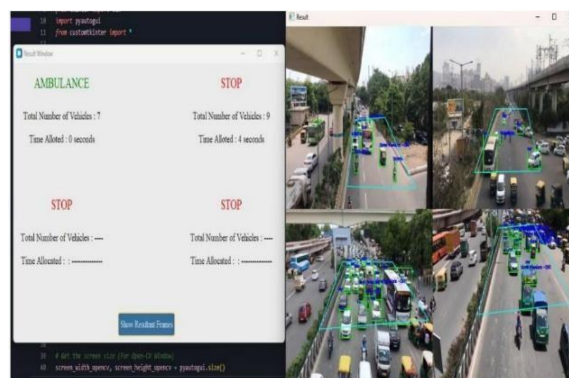 10
11 import pyautogui
12 from customtkinter import *
Result Window
AMBULANCE
STOP
Total Number of Vehicles : 7
Total Number of Vehicles : 9
Time Alloted : 0 seconds
Time Alloted : 4 seconds
STOP
STOP
Total Number of Vehicles : ----
Total Number of Vehicles : ----
Time Allocated : : --------------
Time Allocated : : --------------
Show Resultant Frames
# Get the screen size (for Open-CV Window)
screen_width_opencv, screen_height_opencv = pyautogui.size()
Result